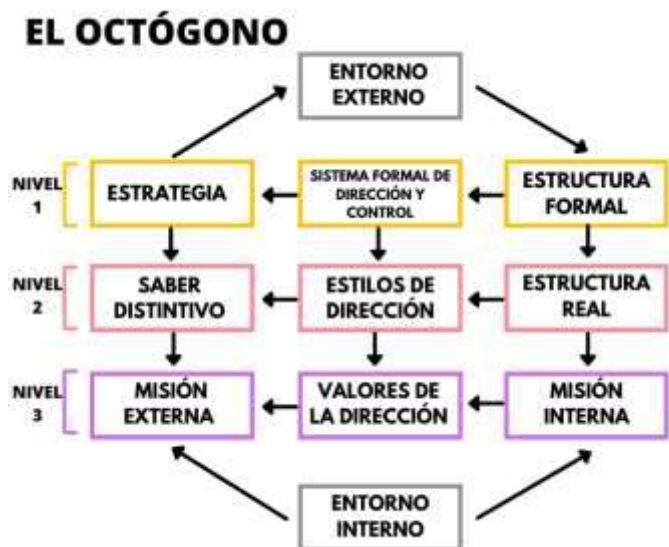 EL OCTÓGONO
ENTORNO
EXTERNO
NIVEL
1
ESTRATEGIA
SISTEMA FORMAL DE
DIRECCIÓN Y
CONTROL
ESTRUCTURA
FORMAL
NIVEL
2
SABER
DISTINTIVO
ESTILOS DE
DIRECCIÓN
ESTRUCTURA
REAL
NIVEL
3
MISIÓN
EXTERNA
VALORES DE
LA DIRECCIÓN
MISIÓN
INTERNA
ENTORNO
INTERNO